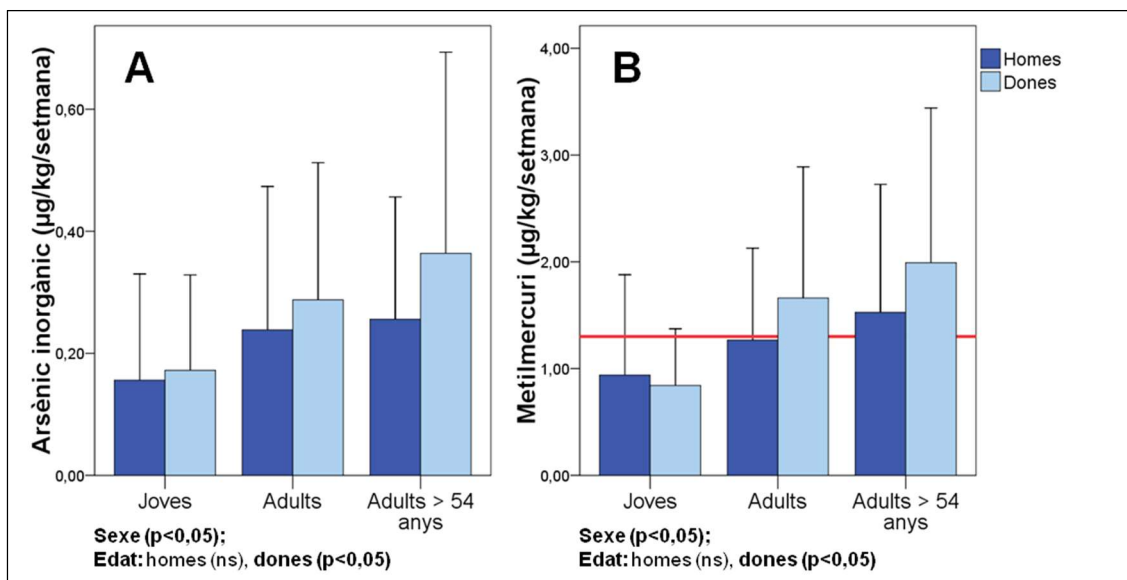 A
Arsènic inorgànic (µg/kg/setmana)
0,60
0,40
0,20
0,00
Joves
Adults
Adults > 54
anys
Sexe (p<0,05);
Edat: homes (ns), dones (p<0,05)
B
Metilmercuri (µg/kg/setmana)
4,00
3,00
2,00
1,00
0,00
Joves
Adults
Adults > 54
anys
Sexe (p<0,05);
Edat: homes (ns), dones (p<0,05)
Homes
Dones